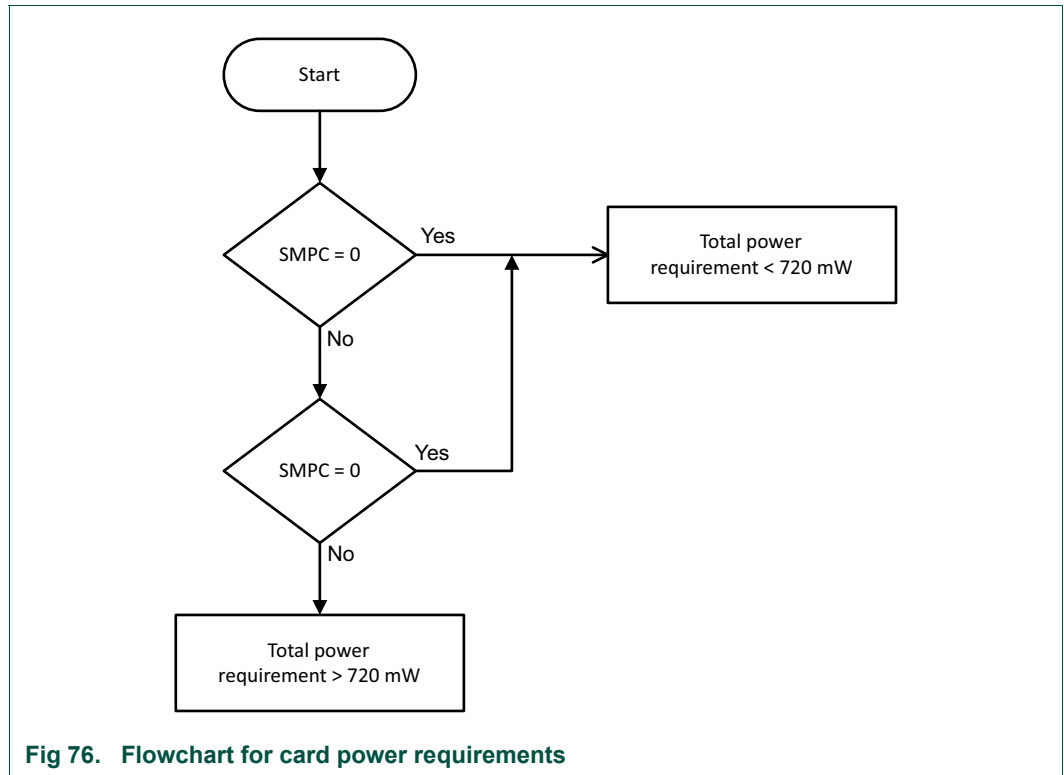 Start
SMPC = 0
Yes
Total power
requirement < 720 mW
No
SMPC = 0
Yes
No
Total power
requirement > 720 mW
Fig 76. Flowchart for card power requirements